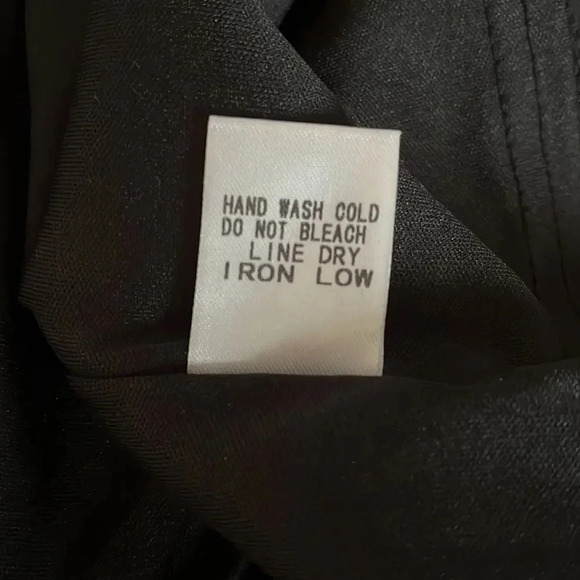 HAND WASH COLD
DO NOT BLEACH
LINE DRY
IRON LOW